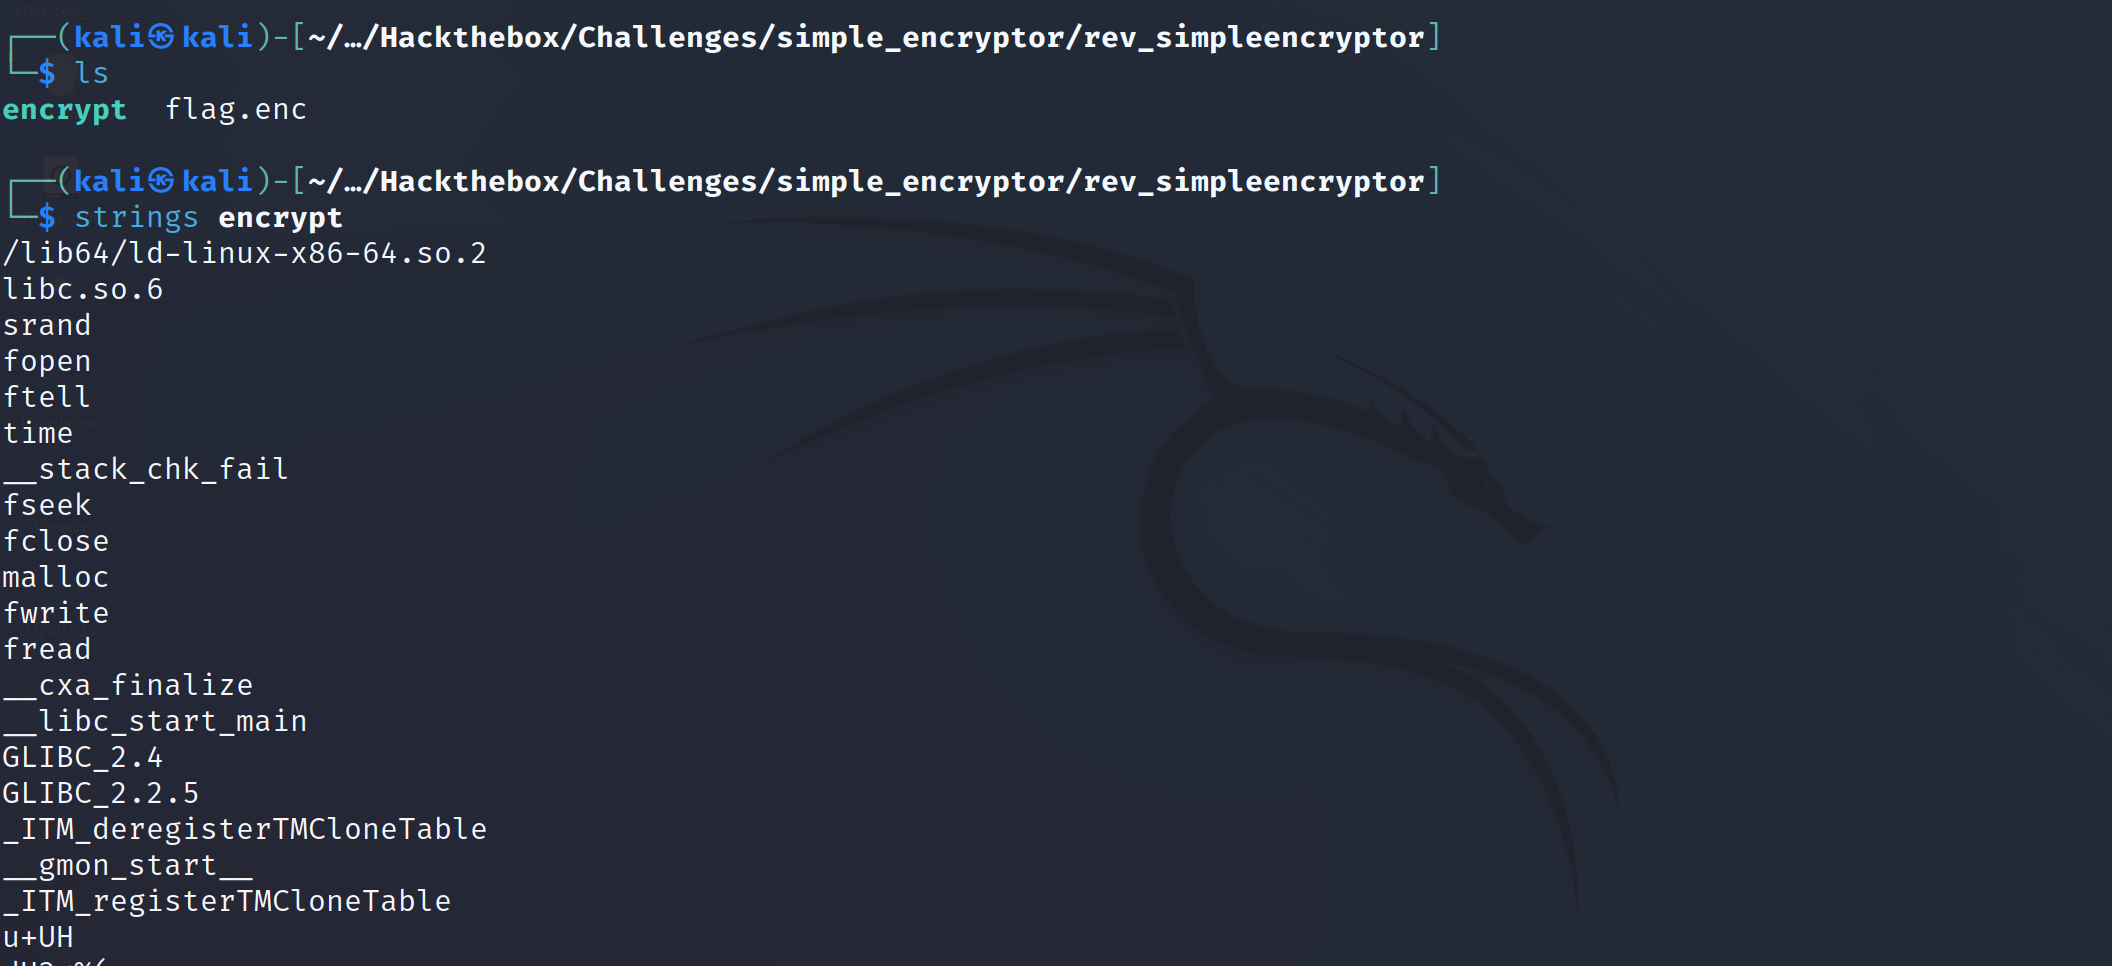 ┌──(kali㉿kali)-[~/…/Hackthebox/Challenges/simple_encryptor/rev_simpleencryptor]
└─$ ls
encrypt  flag.enc
┌──(kali㉿kali)-[~/…/Hackthebox/Challenges/simple_encryptor/rev_simpleencryptor]
└─$ strings encrypt
/lib64/ld-linux-x86-64.so.2
libc.so.6
srand
fopen
ftell
time
__stack_chk_fail
fseek
fclose
malloc
fwrite
fread
__cxa_finalize
__libc_start_main
GLIBC_2.4
GLIBC_2.2.5
_ITM_deregisterTMCloneTable
__gmon_start__
_ITM_registerTMCloneTable
u+UH